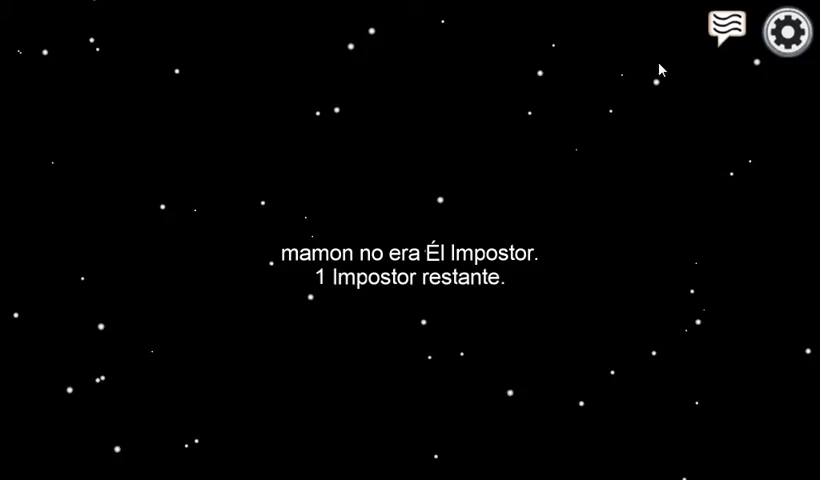 mamon no era Él Impostor.
1 Impostor restante.